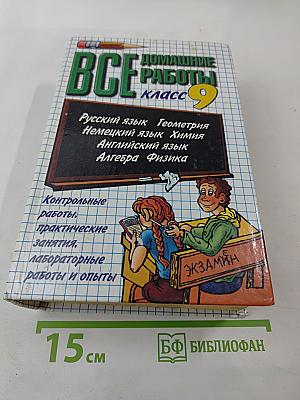 ВСЕ ДОМАШНИЕ РАБОТЫ
КЛАСС 9
Русский язык Геометрия
Немецкий язык Химия
Английский язык
Алгебра Физика
Контрольные
работы,
практические
занятия,
лабораторные
работы и опыты
ЭКЗАМЕН
15 см
БФ БИБЛИОФАН